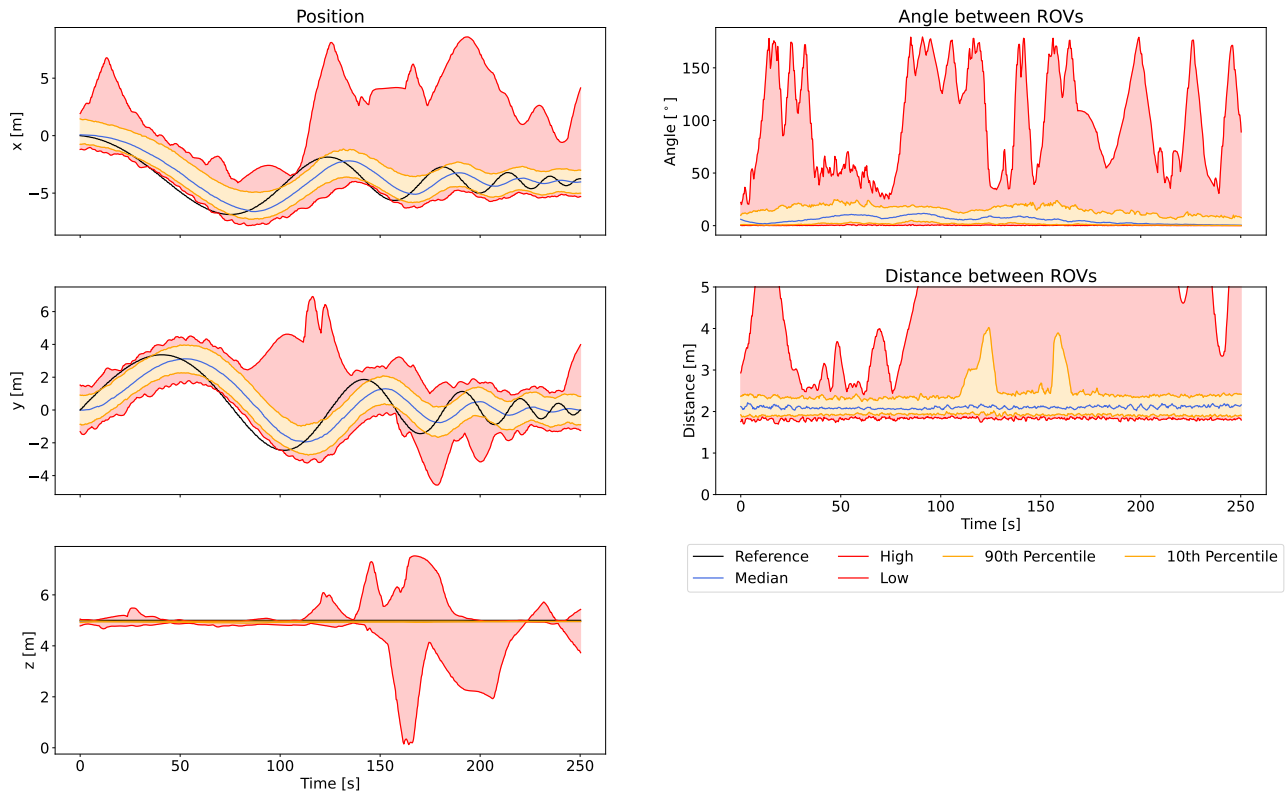 Position
x [m]
5
0
−5
y [m]
6
4
2
0
−2
−4
z [m]
6
4
2
0
0 50 100 150 200 250
Time [s]
Angle between ROVs
Angle [°]
150
100
50
0
Distance between ROVs
Distance [m]
5
4
3
2
1
0
0 50 100 150 200 250
Time [s]
Reference High 90th Percentile 10th Percentile
Median Low